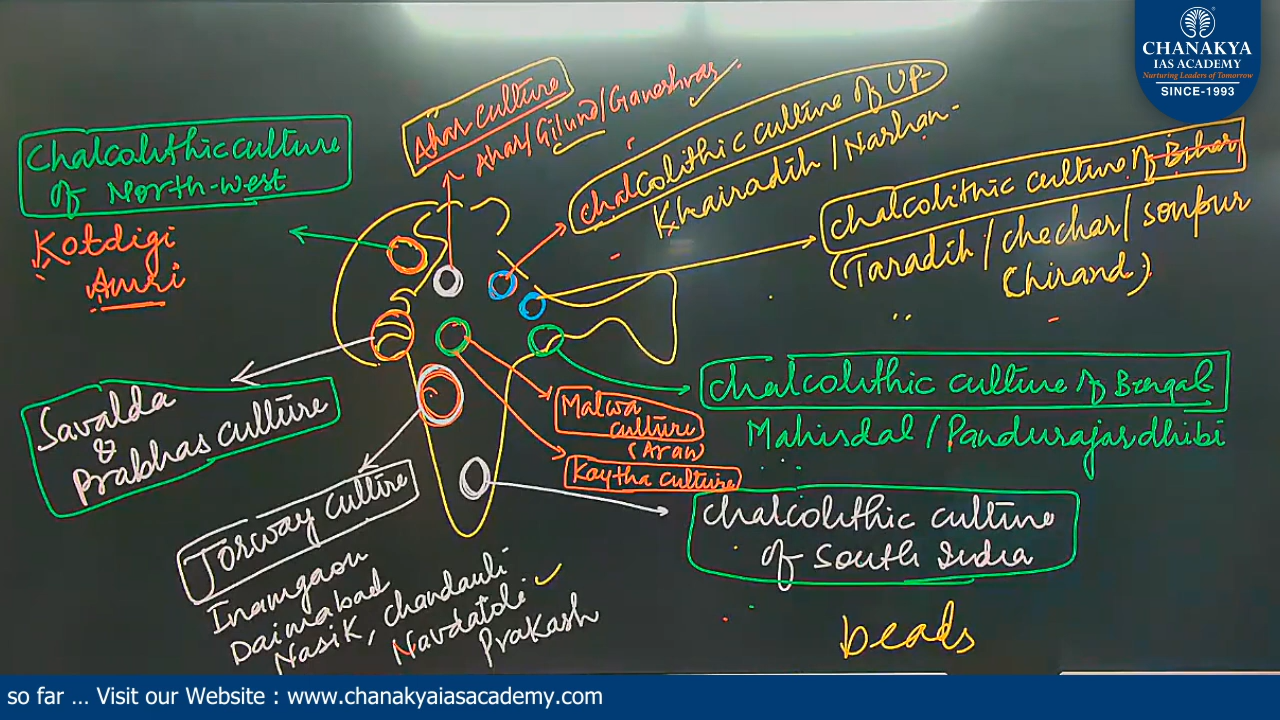 CHANAKYA
IAS ACADEMY
Nurturing Leaders of Tomorrow
SINCE-1993
Chalcolithic culture
of North-west
Kotdigi
Amri
Ahar culture
Ahar/Gilund/Ganeshwar
chalcolithic culture of UP
Khairadih / Narhan
chalcolithic culture of Bihar
(Taradih / chechar / sonpur
Chirand)
Savalda
&
Prabhas culture
Malwa
culture
(Aran)
Kaytha culture
chalcolithic culture of Bengal
Mahisdal / Pandurajardhibi
Jorway culture
Inamgaon
Daimabad
Nasik, Chandauli
Navdatoli
Prakash
chalcolithic culture
of South India
beads
so far ... Visit our Website : www.chanakyaiasacademy.com